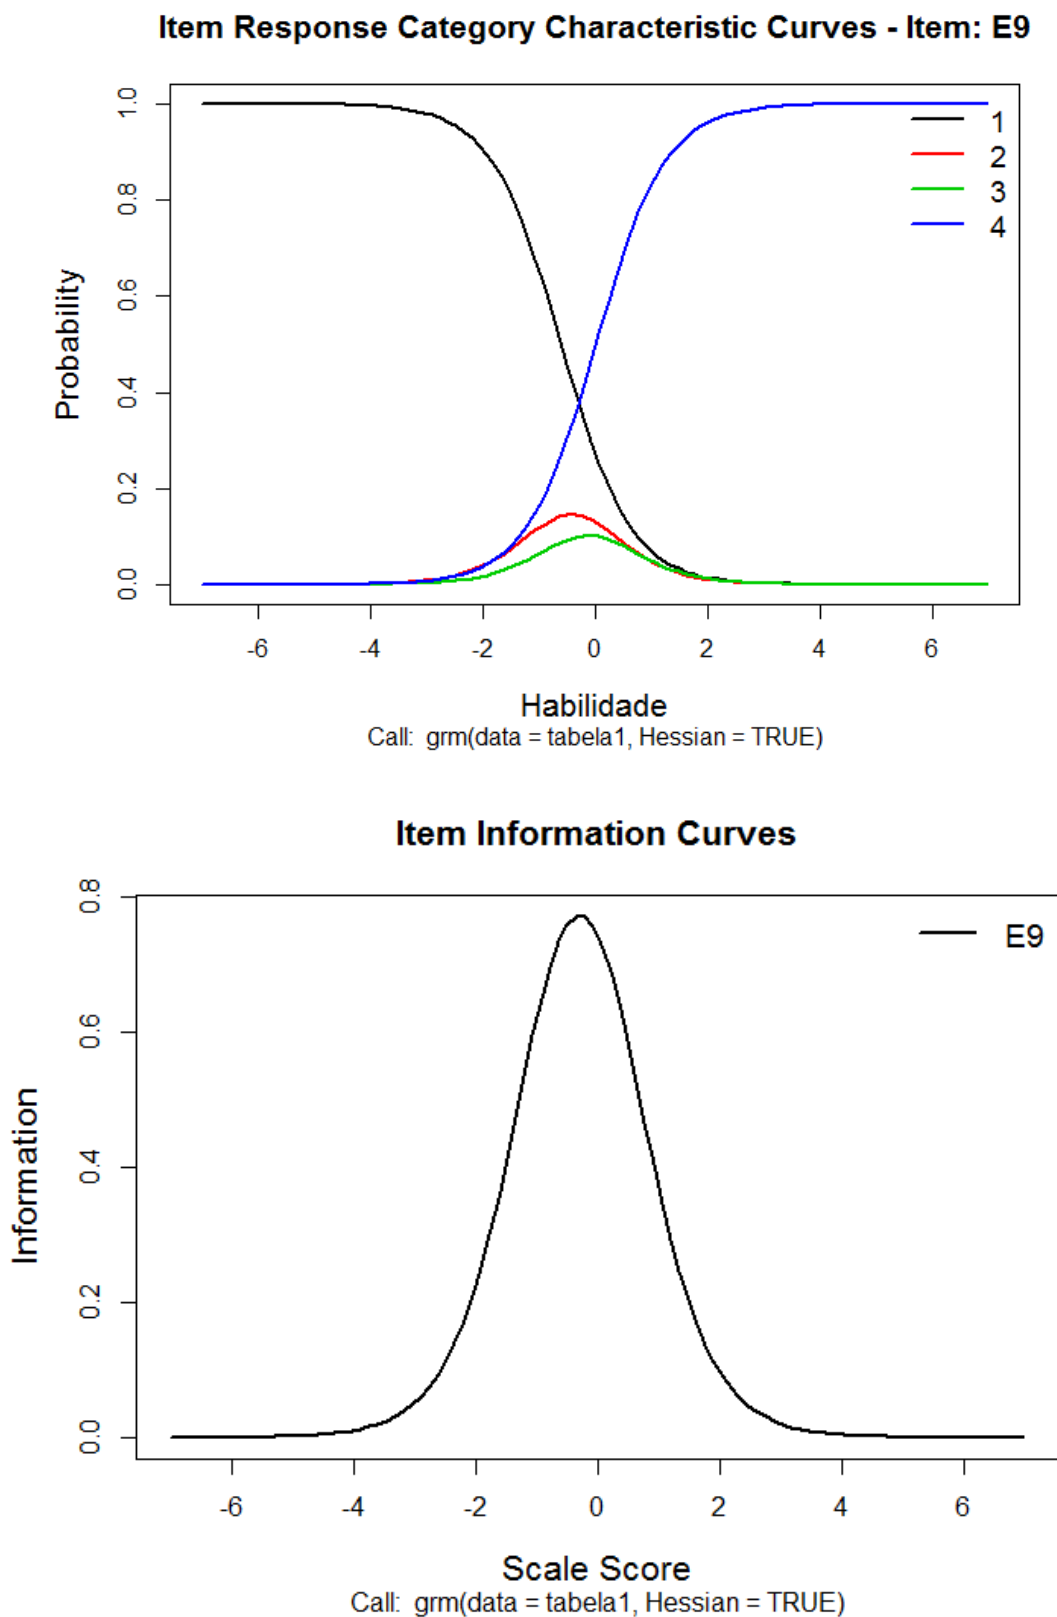 Item Response Category Characteristic Curves - Item: E9
1.0
0.8
0.6
0.4
0.2
0.0
Probability
1
2
3
4
-6 -4 -2 0 2 4 6
Habilidade
Call: grm(data = tabela1, Hessian = TRUE)
Item Information Curves
0.8
0.6
0.4
0.2
0.0
Information
E9
-6 -4 -2 0 2 4 6
Scale Score
Call: grm(data = tabela1, Hessian = TRUE)